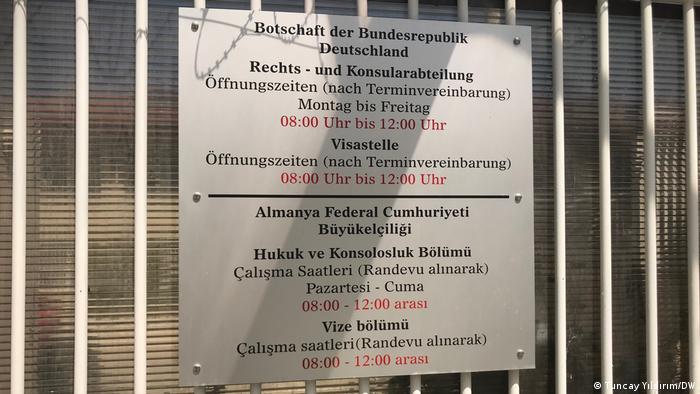 Botschaft der Bundesrepublik
Deutschland
Rechts - und Konsularabteilung
Öffnungszeiten (nach Terminvereinbarung)
Montag bis Freitag
08:00 Uhr bis 12:00 Uhr
Visastelle
Öffnungszeiten (nach Terminvereinbarung)
08:00 Uhr bis 12:00 Uhr
Almanya Federal Cumhuriyeti
Büyükelçiliği
Hukuk ve Konsolosluk Bölümü
Çalışma Saatleri (Randevu alınarak)
Pazartesi - Cuma
08:00 - 12:00 arası
Vize bölümü
Çalışma saatleri(Randevu alınarak)
08:00 - 12:00 arası
© Tuncay Yıldırım/DW